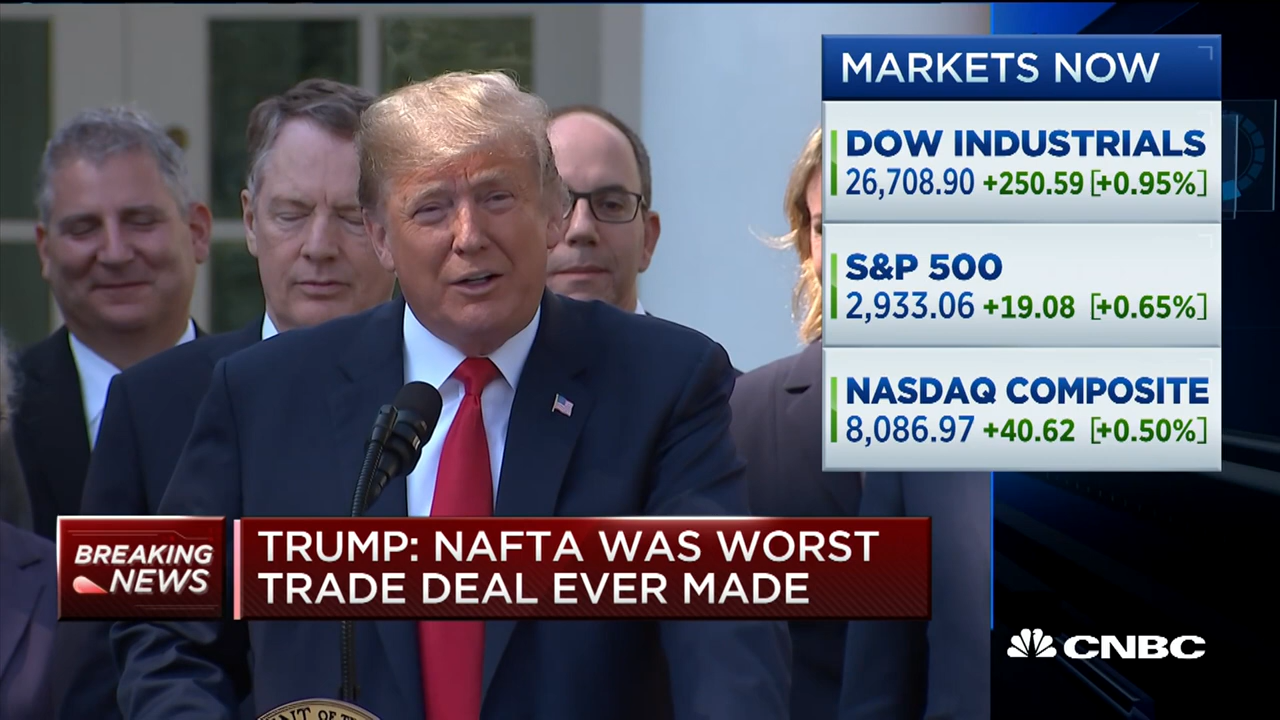 MARKETS NOW
DOW INDUSTRIALS
26,708.90 +250.59 [+0.95%]
S&P 500
2,933.06 +19.08 [+0.65%]
NASDAQ COMPOSITE
8,086.97 +40.62 [+0.50%]
BREAKING
NEWS
TRUMP: NAFTA WAS WORST
TRADE DEAL EVER MADE
CNBC
NT OF T